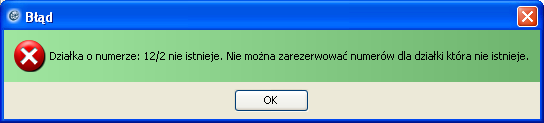 Błąd
Działka o numerze: 12/2 nie istnieje. Nie można zarezerwować numerów dla działki która nie istnieje.
OK